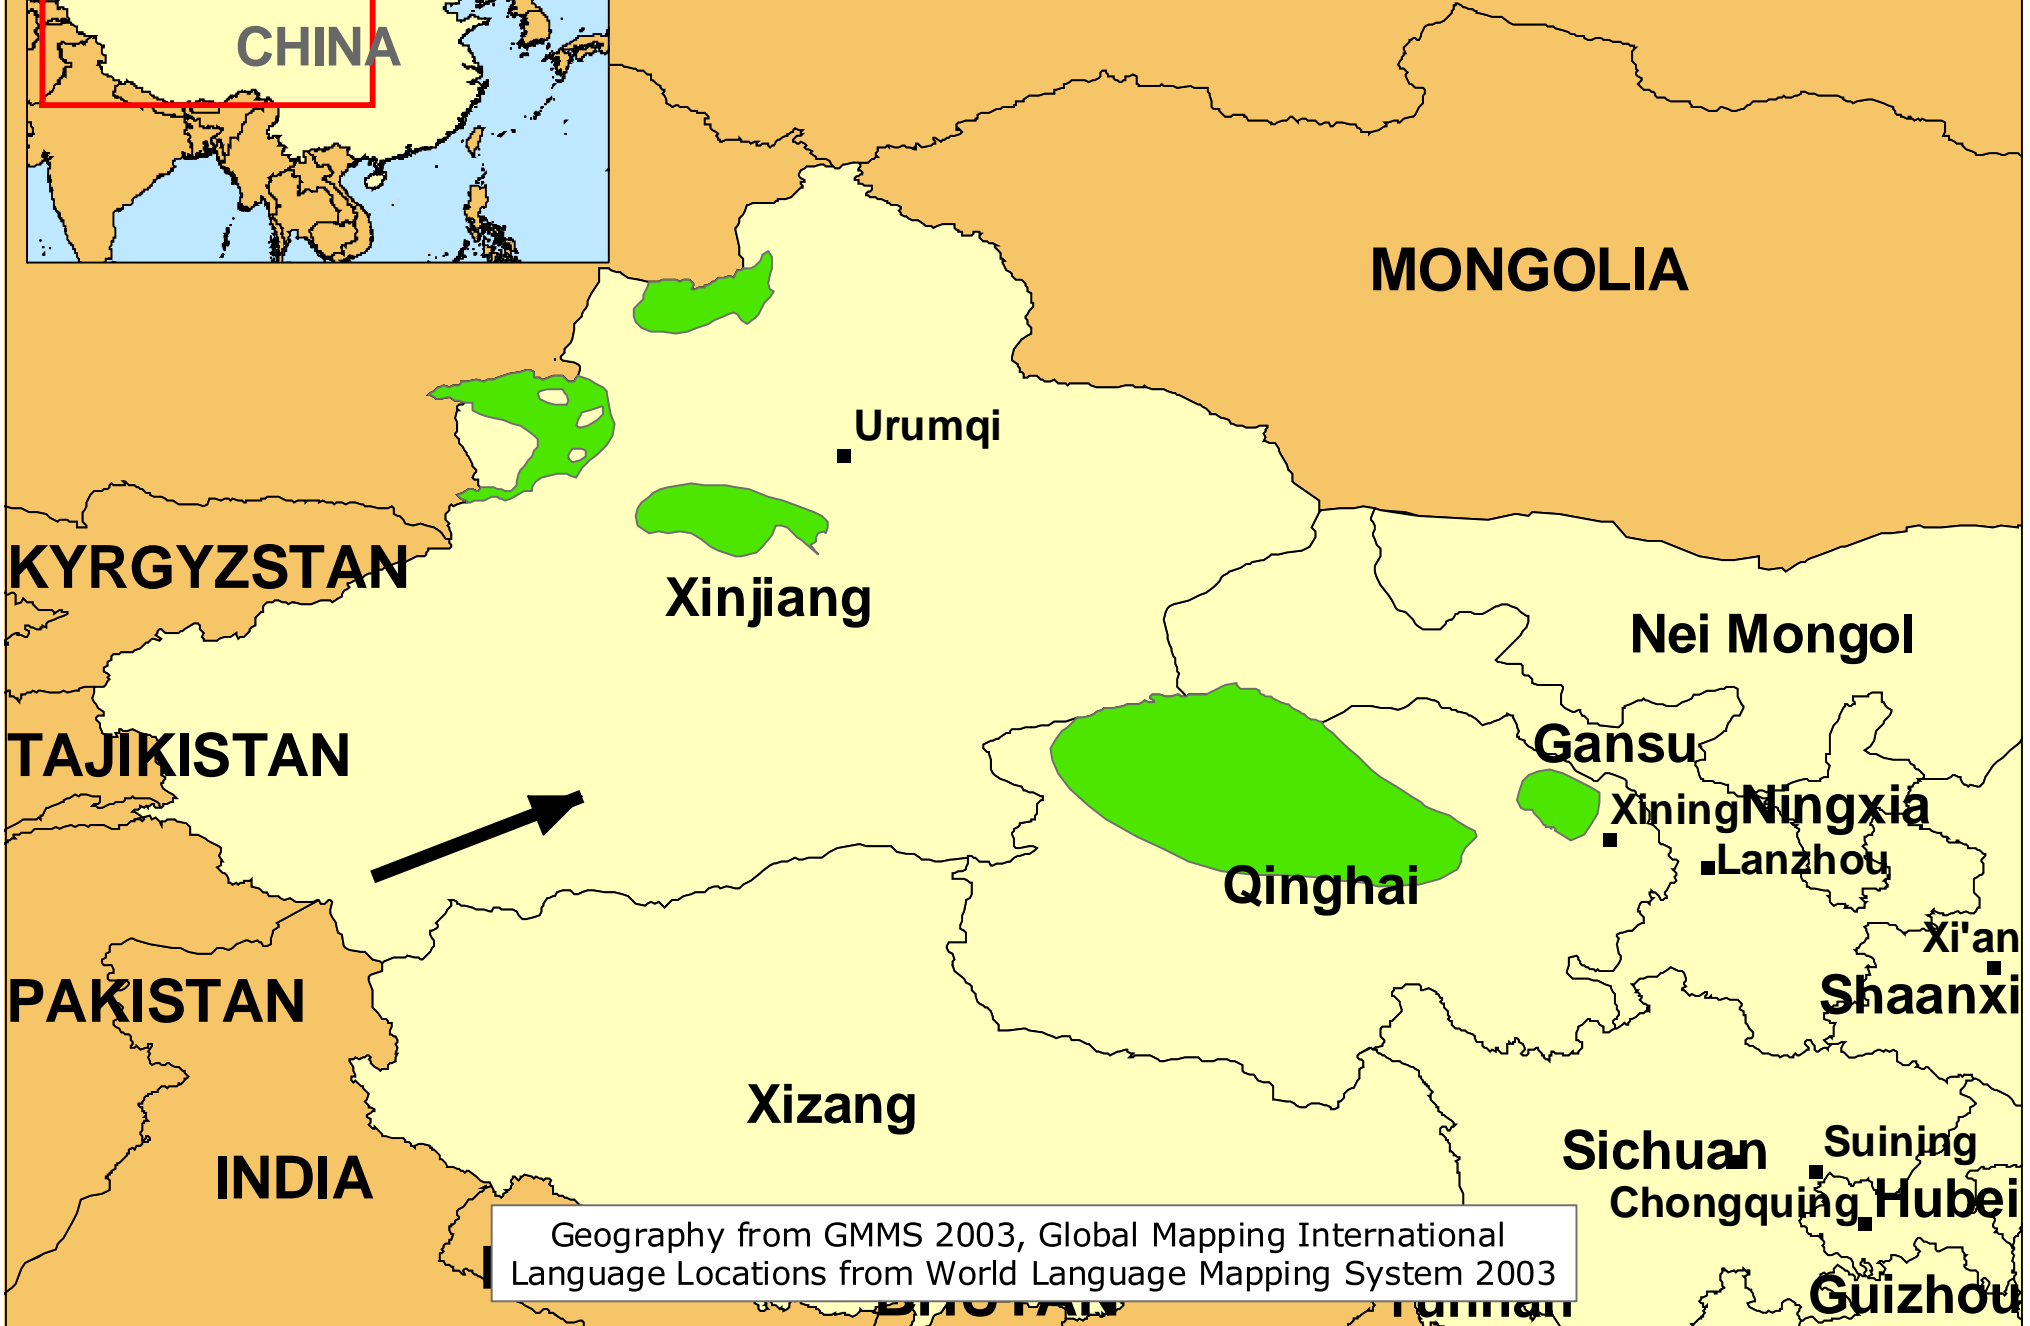 CHINA
MONGOLIA
Urumqi
KYRGYZSTAN
Xinjiang
Nei Mongol
TAJIKISTAN
Gansu
Xining
Ningxia
Lanzhou
Qinghai
Xi'an
PAKISTAN
Shaanxi
Xizang
INDIA
Sichuan
Suining
Chongquing
Hubei
Geography from GMMS 2003, Global Mapping International
Language Locations from World Language Mapping System 2003
BHUTAN
Yunnan
Guizhou